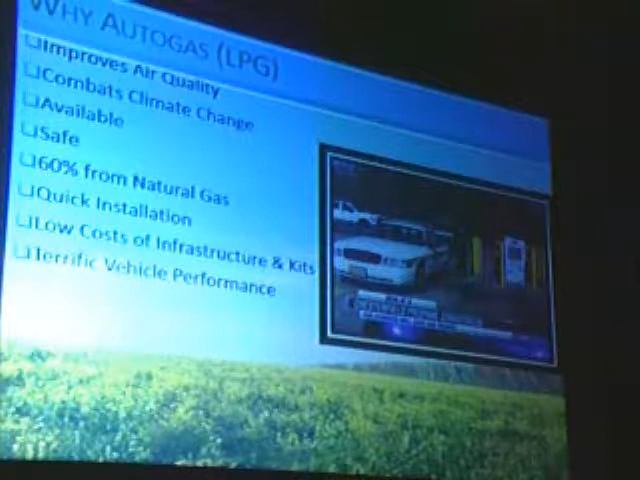 WHY AUTOGAS (LPG)
Improves Air Quality
Combats Climate Change
Available
Safe
60% from Natural Gas
Quick Installation
Low Costs of Infrastructure & Kits
Terrific Vehicle Performance